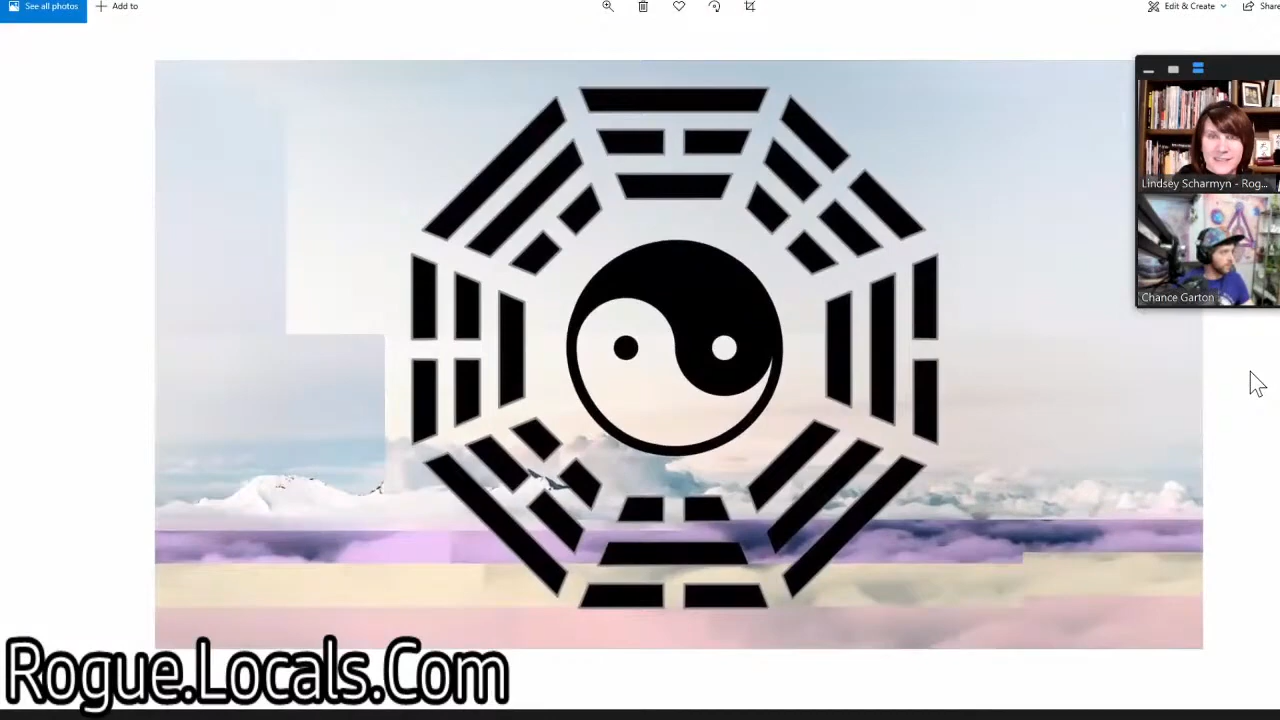 See all photos
Add to
Edit & Create
Share
Lindsey Scharmyn - Rog...
Chance Garton
Rogue.Locals.Com